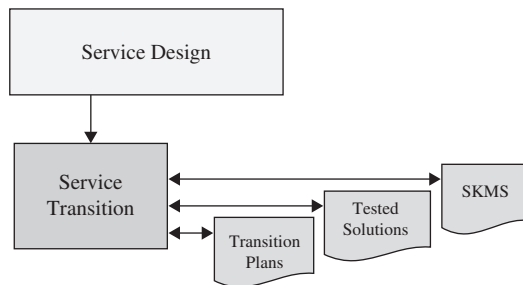 Service Design
Service
Transition
SKMS
Tested
Solutions
Transition
Plans